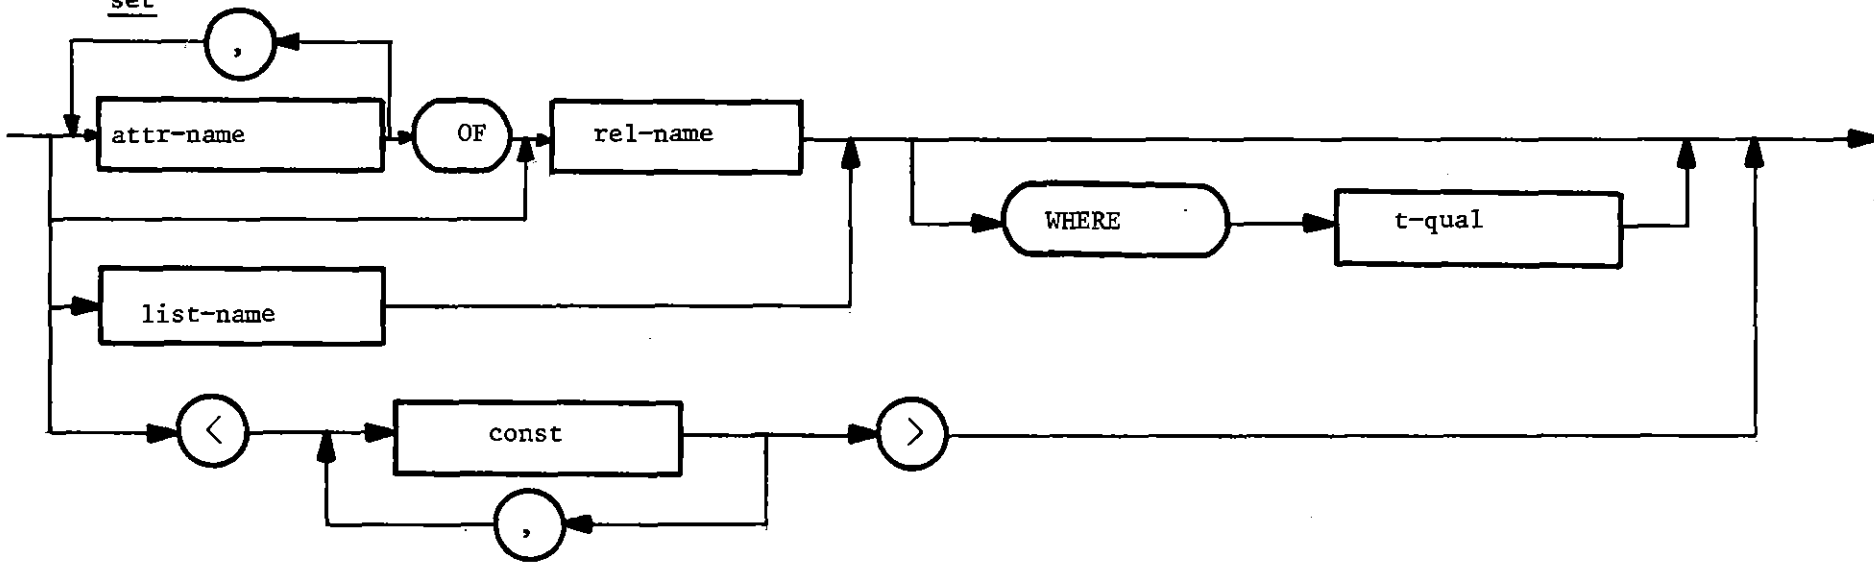 set
,
attr-name OF rel-name
WHERE t-qual
list-name
< const >
,